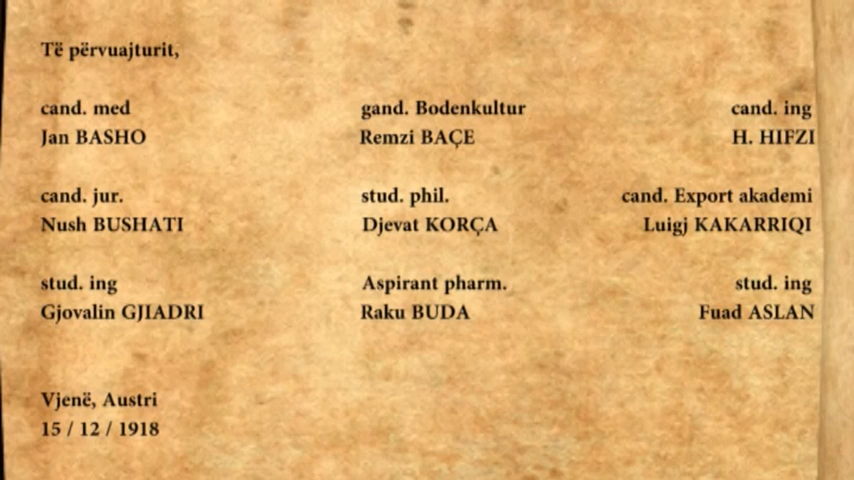 Të përvuajturit,
cand. med gand. Bodenkultur cand. ing
Jan BASHO Remzi BAÇE H. HIFZI
cand. jur. stud. phil. cand. Export akademi
Nush BUSHATI Djevat KORÇA Luigj KAKARRIQI
stud. ing Aspirant pharm. stud. ing
Gjovalin GJIADRI Raku BUDA Fuad ASLAN
Vjenë, Austri
15 / 12 / 1918